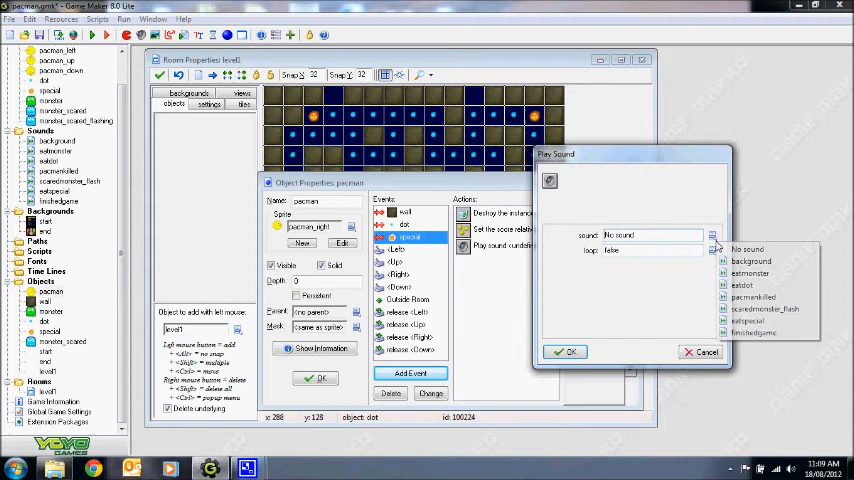 pacman.gmk* - Game Maker 8.0 Lite
File Edit Resources Scripts Run Window Help
pacman_left
pacman_up
pacman_down
dot
special
monster
monster_scared
monster_scared_flashing
Sounds
background
eatmonster
eatdot
pacmankilled
scaredmonster_flash
eatspecial
finishedgame
Backgrounds
Paths
Scripts
Fonts
Time Lines
Objects
pacman
wall
monster
dot
special
monster_scared
start
end
Rooms
level1
Game Information
Global Game Settings
Extension Packages
YOYO
GAMES
Room Properties: level1
Snap X: 32 Snap Y: 32
backgrounds views
objects settings tiles
Object Properties: pacman
Name: pacman
Sprite
pacman_right
New Edit
Visible Solid
Depth: 0
Persistent
Parent: <no parent>
Mask: <same as sprite>
Show Information
OK
Events:
wall
dot
special
<Left>
<Up>
<Right>
<Down>
Outside Room
release <Left>
release <Up>
release <Right>
release <Down>
Add Event
Delete Change
Actions:
Destroy the instance
Set the score relative
Play sound <undefin
Object to add with left mouse:
level1
Left mouse button = add
+ <Alt> = no snap
+ <Shift> = multiple
+ <Ctrl> = move
Right mouse button = delete
+ <Shift> = delete all
+ <Ctrl> = popup menu
Delete underlying
x: 288 y: 128 object: dot id: 100224
Play Sound
sound: No sound
loop: false
OK Cancel
No sound
background
eatmonster
eatdot
pacmankilled
scaredmonster_flash
eatspecial
finishedgame
11:09 AM
18/08/2012